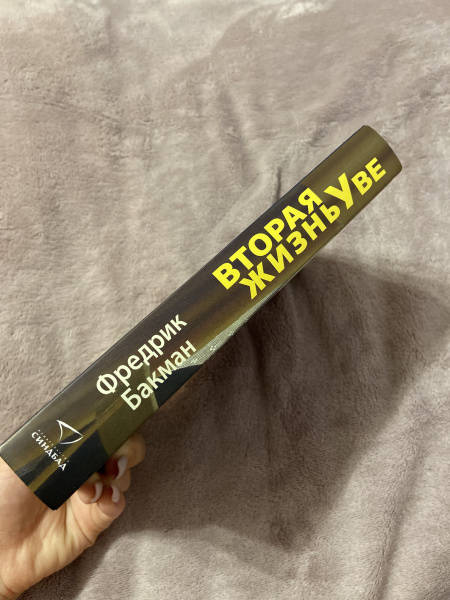 Фредрик
Бакман
ВТОРАЯ
ЖИЗНЬ УВЕ
СИНДБАД